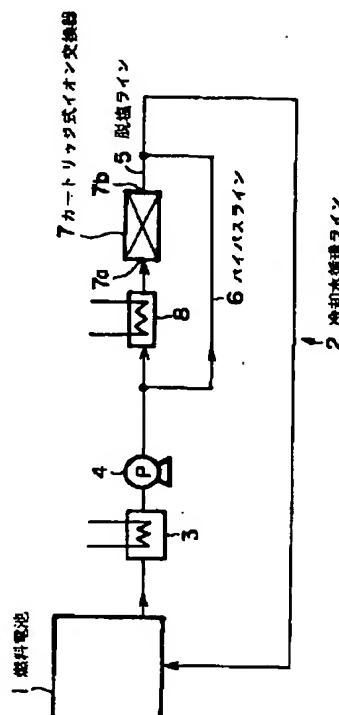 1 燃料電池
3
4
P
8
7a
7 カートリッジ式イオン交換器
7b
5 脱塩ライン
6 バイパスライン
2 冷却水循環ライン